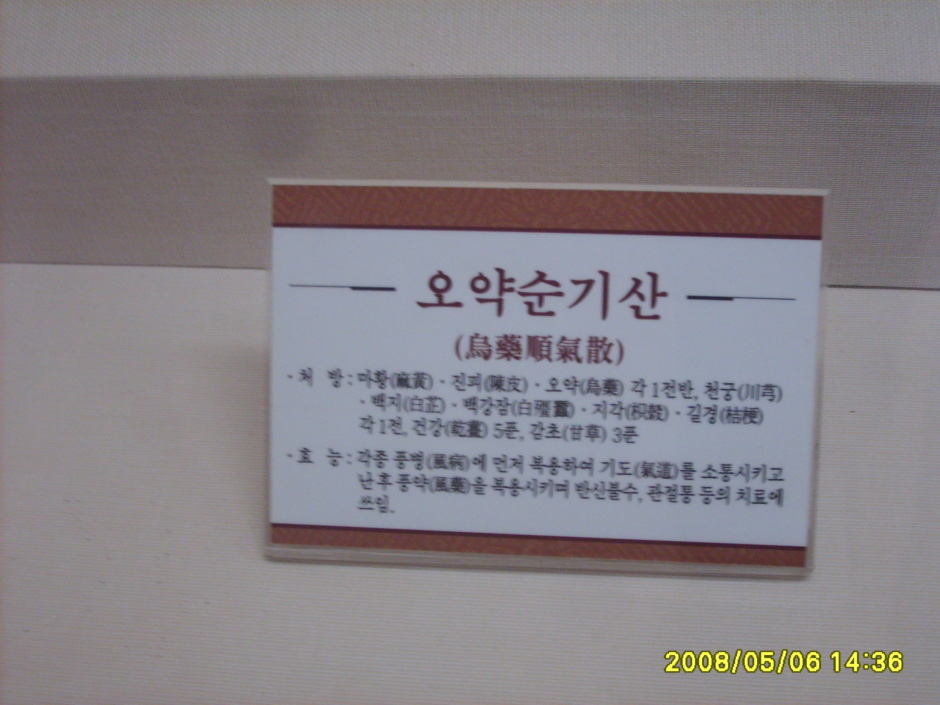 오약순기산
(烏藥順氣散)
· 처 방 : 마황(麻黃) · 진피(陳皮) · 오약(烏藥) 각 1전반, 천궁(川芎)
· 백지(白芷) · 백강잠(白殭蠶) · 지각(枳殼) · 길경(桔梗)
각 1전, 건강(乾薑) 5푼, 감초(甘草) 3푼
· 효 능 : 각종 풍병(風病)에 먼저 복용하여 기도(氣道)를 소통시키고
난후 풍약(風藥)을 복용시키며 반신불수, 관절통 등의 치료에
쓰임.
2008/05/06 14:36